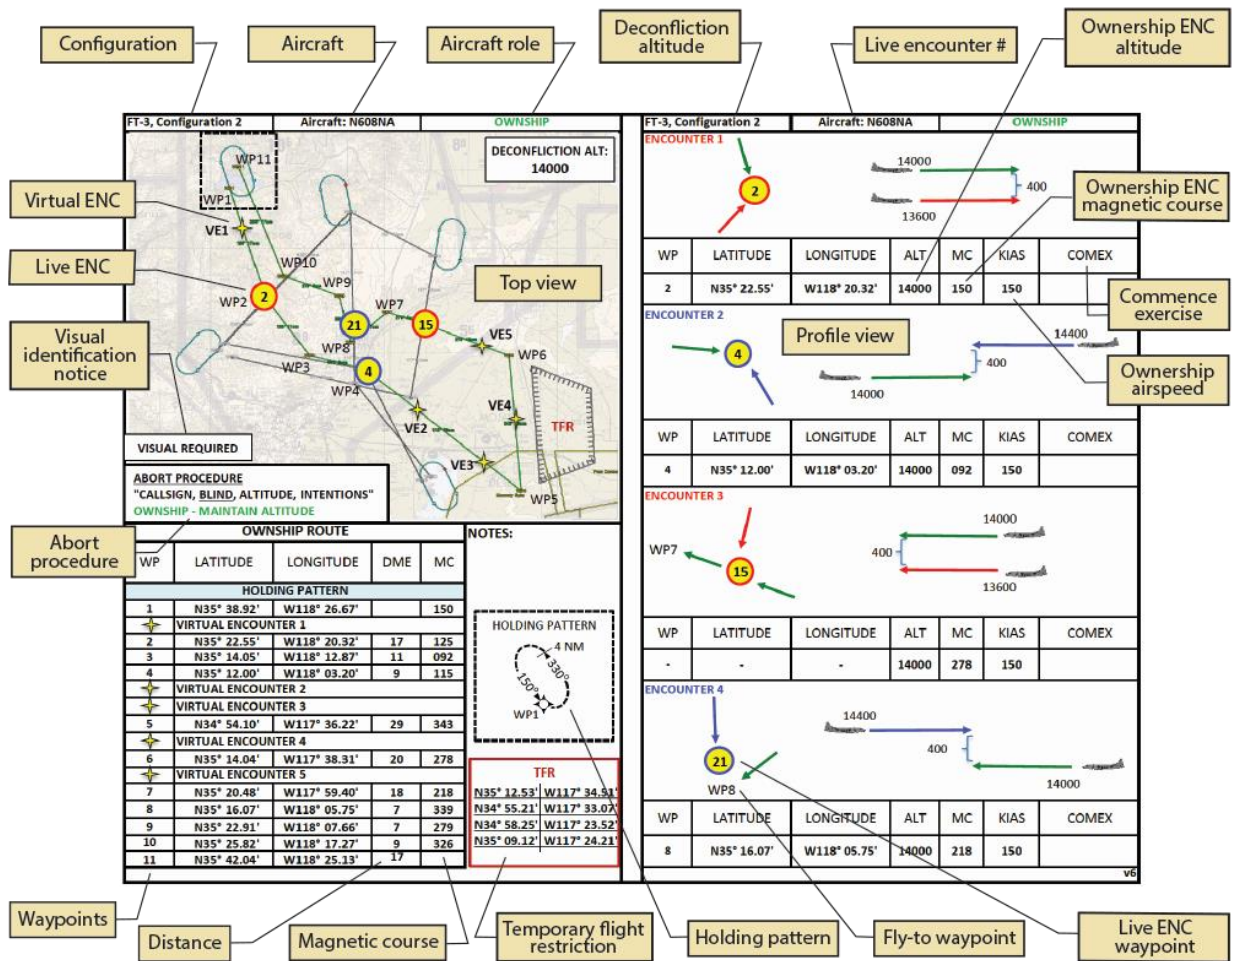 Configuration
Aircraft
Aircraft role
Deconfliction
altitude
Live encounter #
Ownership ENC
altitude
FT-3, Configuration 2 Aircraft: N608NA OWNSHIP
DECONFLICTION ALT:
14000
WP11
WP1
VE1
WP10
WP9
WP2
2
WP7
21
15
VE5
WP8
WP6
WP3
4
WP4
VE2
VE4
TFR
VE3
WP5
Top view
Virtual ENC
Live ENC
Visual
identification
notice
VISUAL REQUIRED
ABORT PROCEDURE
"CALLSIGN, BLIND, ALTITUDE, INTENTIONS"
OWNSHIP - MAINTAIN ALTITUDE
Abort
procedure
OWNSHIP ROUTE
WP LATITUDE LONGITUDE DME MC
HOLDING PATTERN
1 N35° 38.92' W118° 26.67' 150
VIRTUAL ENCOUNTER 1
2 N35° 22.55' W118° 20.32' 17 125
3 N35° 14.05' W118° 12.87' 11 092
4 N35° 12.00' W118° 03.20' 9 115
VIRTUAL ENCOUNTER 2
VIRTUAL ENCOUNTER 3
5 N34° 54.10' W117° 36.22' 29 343
VIRTUAL ENCOUNTER 4
6 N35° 14.04' W117° 38.31' 20 278
VIRTUAL ENCOUNTER 5
7 N35° 20.48' W117° 59.40' 18 218
8 N35° 16.07' W118° 05.75' 7 339
9 N35° 22.91' W118° 07.66' 7 279
10 N35° 25.82' W118° 17.27' 9 326
11 N35° 42.04' W118° 25.13' 17
NOTES:
HOLDING PATTERN
4 NM
330°
150°
WP1
TFR
N35° 12.53' W117° 34.51'
N34° 55.21' W117° 33.07'
N34° 58.25' W117° 23.52'
N35° 09.12' W117° 24.21'
FT-3, Configuration 2 Aircraft: N608NA OWNSHIP
ENCOUNTER 1
2
14000
400
13600
WP LATITUDE LONGITUDE ALT MC KIAS COMEX
2 N35° 22.55' W118° 20.32' 14000 150 150
ENCOUNTER 2
4
Profile view
14400
400
14000
WP LATITUDE LONGITUDE ALT MC KIAS COMEX
4 N35° 12.00' W118° 03.20' 14000 092 150
ENCOUNTER 3
WP7
15
14000
400
13600
WP LATITUDE LONGITUDE ALT MC KIAS COMEX
- - - 14000 278 150
ENCOUNTER 4
21
WP8
14400
400
14000
WP LATITUDE LONGITUDE ALT MC KIAS COMEX
8 N35° 16.07' W118° 05.75' 14000 218 150
v6
Ownership ENC
magnetic course
Commence
exercise
Ownership
airspeed
Waypoints
Distance
Magnetic course
Temporary flight
restriction
Holding pattern
Fly-to waypoint
Live ENC
waypoint